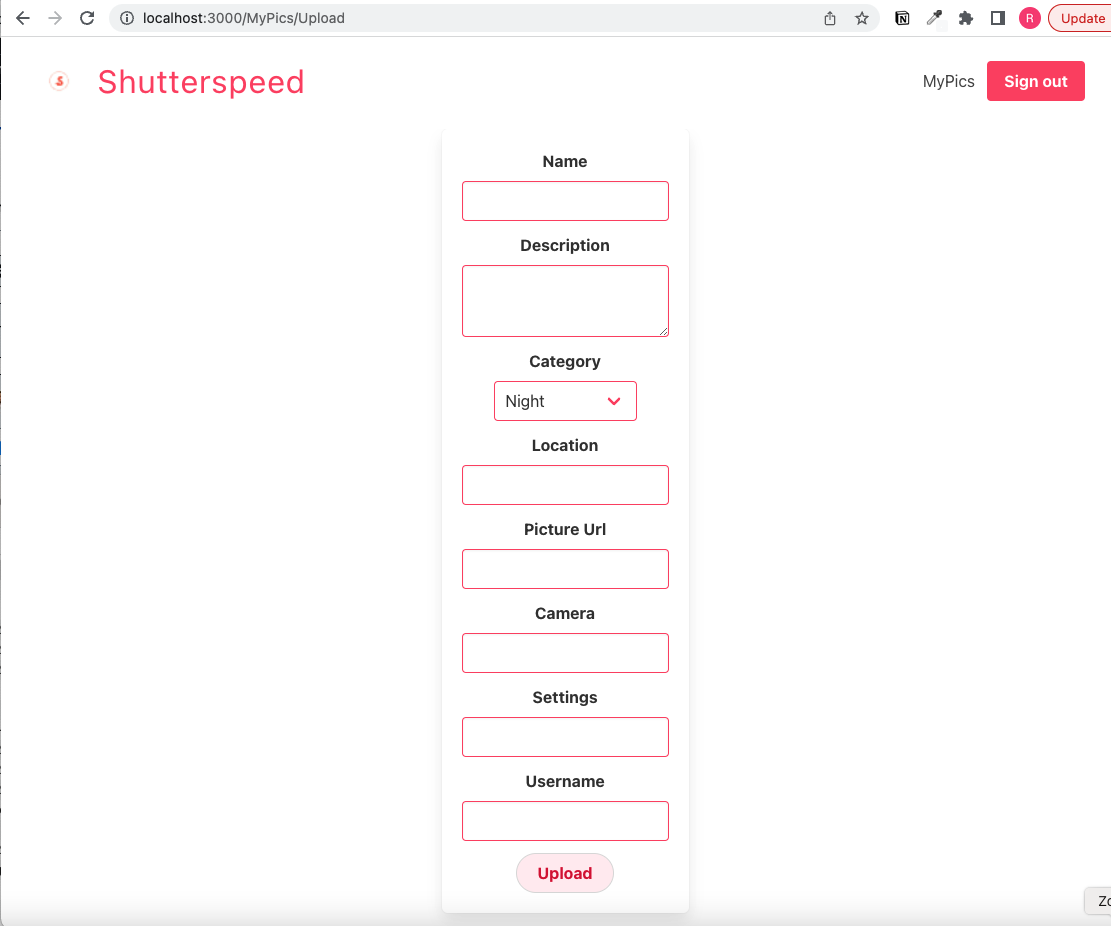 localhost:3000/MyPics/Upload
R
Update
S
Shutterspeed
MyPics
Sign out
Name
Description
Category
Night
Location
Picture Url
Camera
Settings
Username
Upload